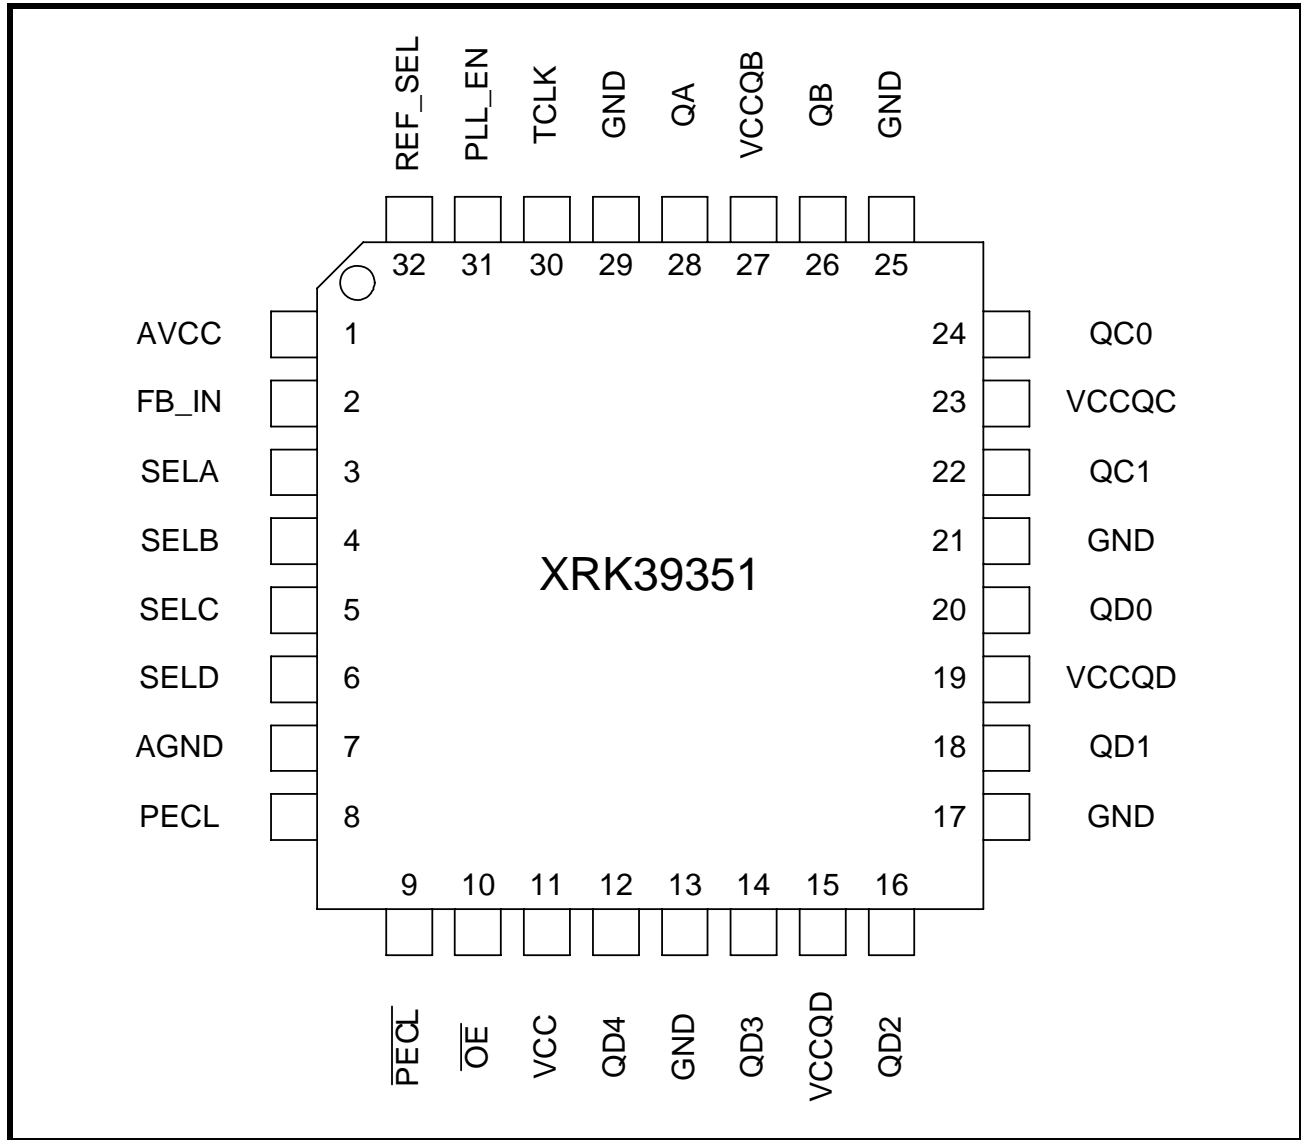 REF_SEL
PLL_EN
TCLK
GND
QA
VCCQB
QB
GND
32 31 30 29 28 27 26 25
AVCC 1 24 QC0
FB_IN 2 23 VCCQC
SELA 3 22 QC1
SELB 4 21 GND
XRK39351
SELC 5 20 QD0
SELD 6 19 VCCQD
AGND 7 18 QD1
PECL 8 17 GND
9 10 11 12 13 14 15 16
P̅E̅C̅L̅
O̅E̅
VCC
QD4
GND
QD3
VCCQD
QD2